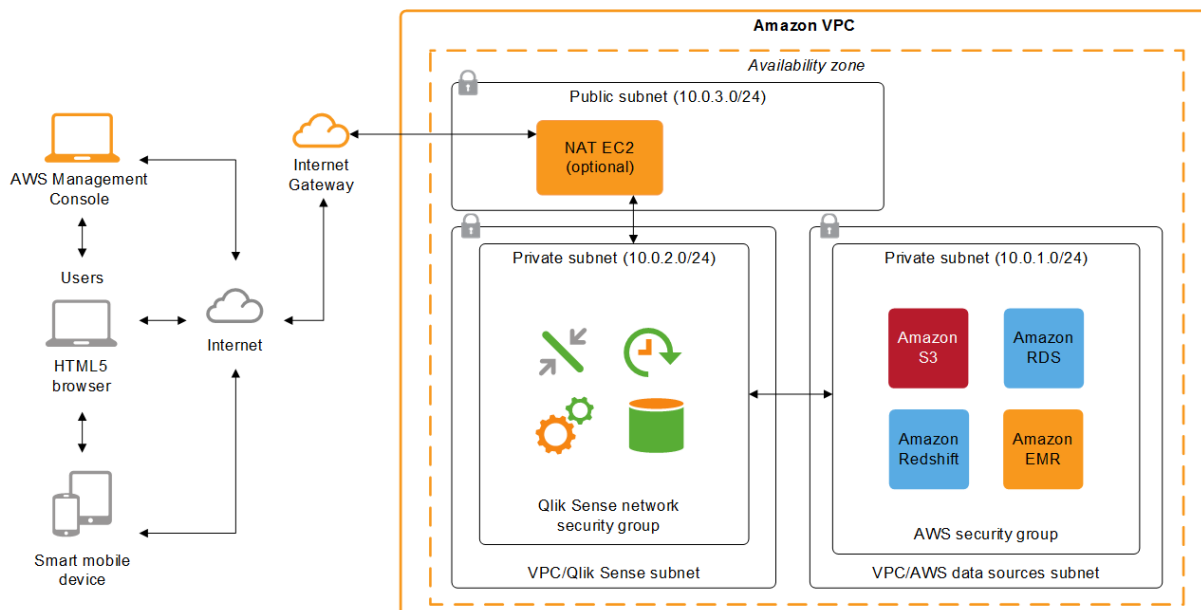 Amazon VPC
Availability zone
Public subnet (10.0.3.0/24)
NAT EC2
(optional)
Internet
Gateway
AWS Management
Console
Users
HTML5
browser
Internet
Smart mobile
device
Private subnet (10.0.2.0/24)
Qlik Sense network
security group
VPC/Qlik Sense subnet
Private subnet (10.0.1.0/24)
Amazon
S3
Amazon
RDS
Amazon
Redshift
Amazon
EMR
AWS security group
VPC/AWS data sources subnet